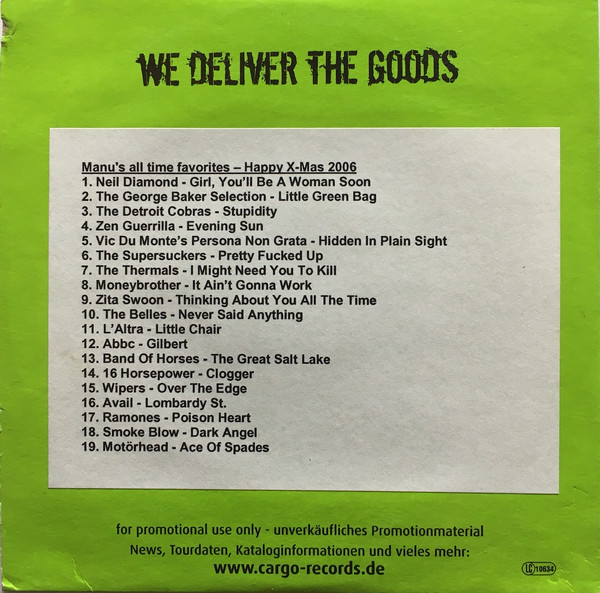 WE DELIVER THE GOODS
Manu's all time favorites – Happy X-Mas 2006
1. Neil Diamond - Girl, You'll Be A Woman Soon
2. The George Baker Selection - Little Green Bag
3. The Detroit Cobras - Stupidity
4. Zen Guerrilla - Evening Sun
5. Vic Du Monte's Persona Non Grata - Hidden In Plain Sight
6. The Supersuckers - Pretty Fucked Up
7. The Thermals - I Might Need You To Kill
8. Moneybrother - It Ain't Gonna Work
9. Zita Swoon - Thinking About You All The Time
10. The Belles - Never Said Anything
11. L'Altra - Little Chair
12. Abbc - Gilbert
13. Band Of Horses - The Great Salt Lake
14. 16 Horsepower - Clogger
15. Wipers - Over The Edge
16. Avail - Lombardy St.
17. Ramones - Poison Heart
18. Smoke Blow - Dark Angel
19. Motörhead - Ace Of Spades
for promotional use only - unverkäufliches Promotionmaterial
News, Tourdaten, Kataloginformationen und vieles mehr:
www.cargo-records.de
LC 10634